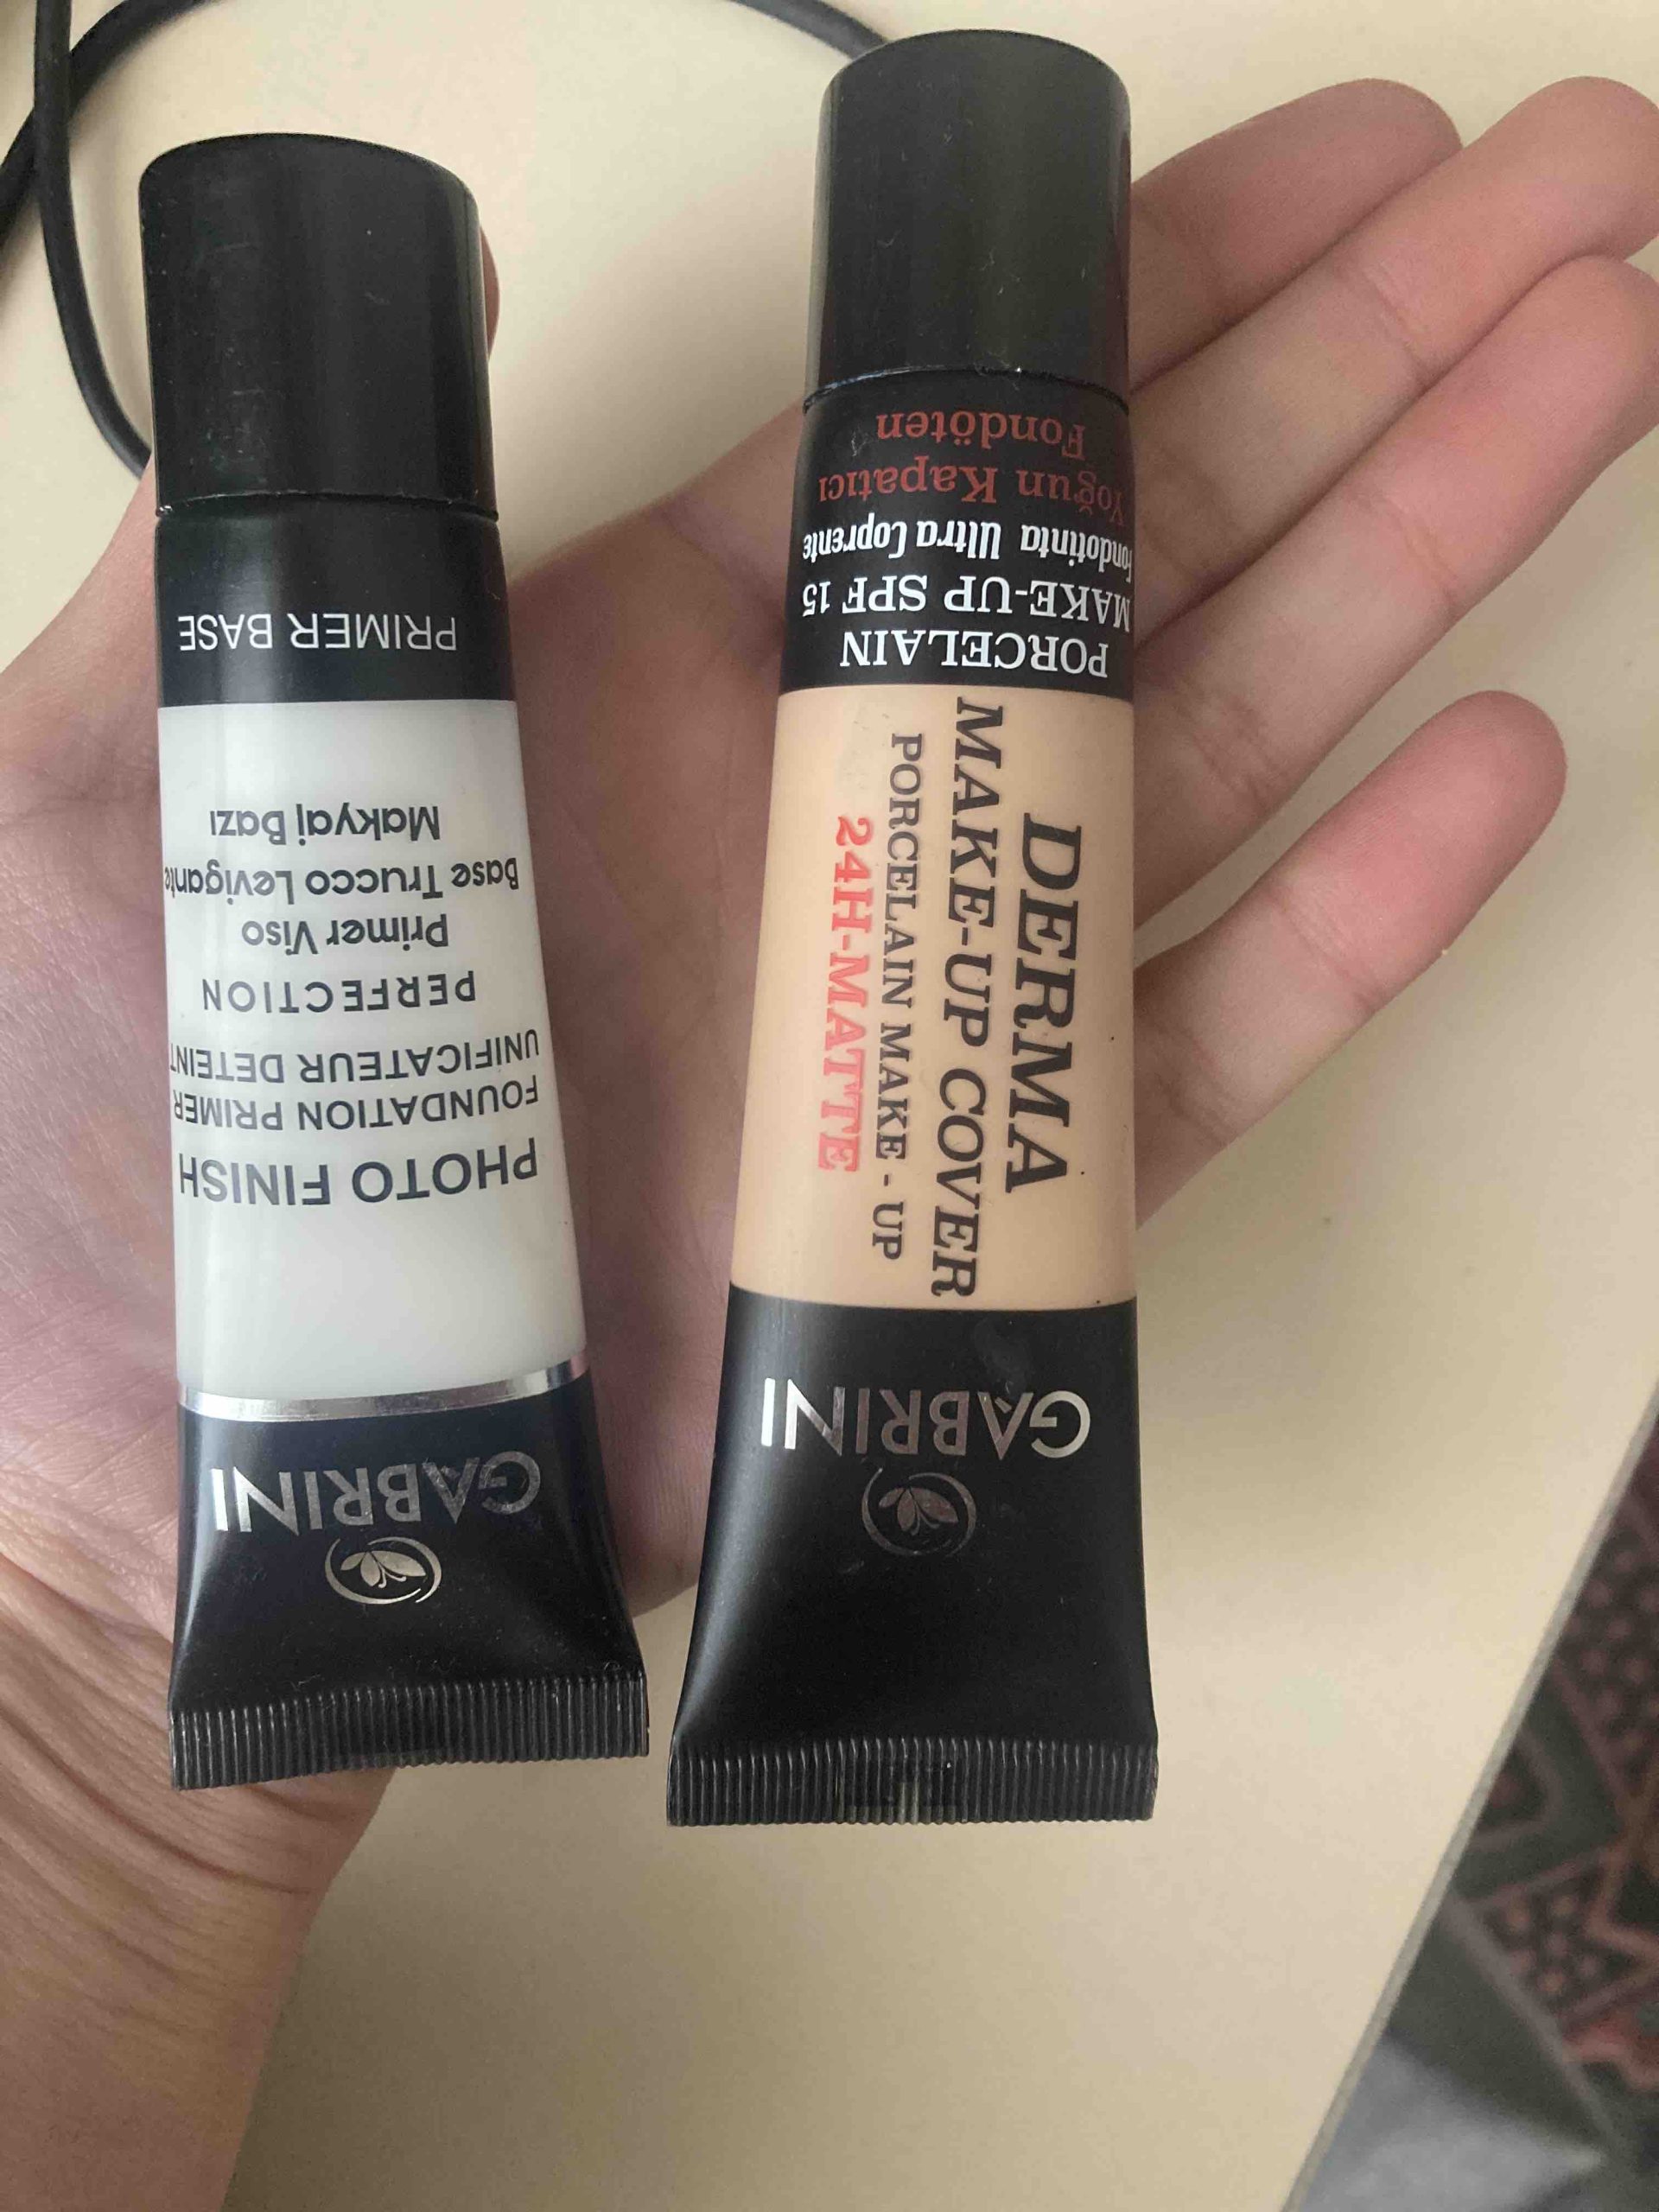 GABRINI
PHOTO FINISH
FOUNDATION PRIMER
UNIFICATEUR DETEINT
PERFECTION
Primer Viso
Base Trucco Levigante
Makyaj Bazı
PRIMER BASE
GABRINI
DERMA
MAKE-UP COVER
PORCELAIN MAKE - UP
24H-MATTE
PORCELAIN
MAKE-UP SPF 15
Fondotinta Ultra Coprente
Yoğun Kapatıcı
Fondöten